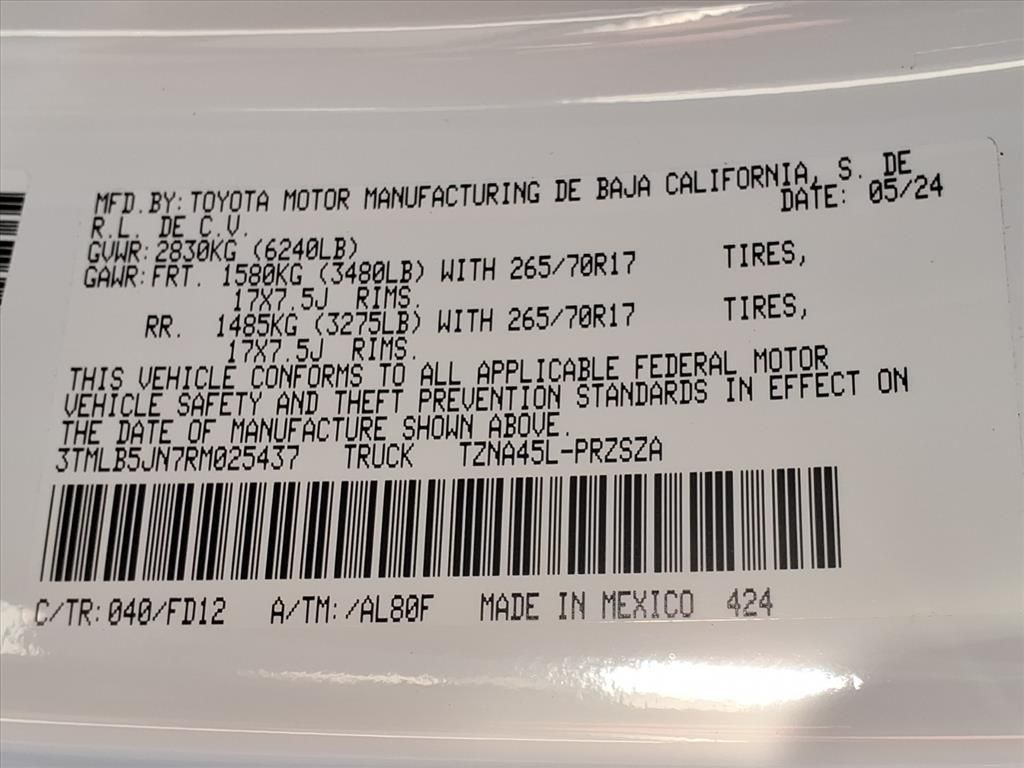 MFD.BY: TOYOTA MOTOR MANUFACTURING DE BAJA CALIFORNIA, S. DE
R.L. DE C.V. DATE: 05/24
GVWR: 2830KG (6240LB)
GAWR: FRT. 1580KG (3480LB) WITH 265/70R17 TIRES,
17X7.5J RIMS.
RR. 1485KG (3275LB) WITH 265/70R17 TIRES,
17X7.5J RIMS.
THIS VEHICLE CONFORMS TO ALL APPLICABLE FEDERAL MOTOR
VEHICLE SAFETY AND THEFT PREVENTION STANDARDS IN EFFECT ON
THE DATE OF MANUFACTURE SHOWN ABOVE.
3TMLB5JN7RM025437 TRUCK TZNA45L-PRZSZA
C/TR: 040/FD12 A/TM: /AL80F MADE IN MEXICO 424